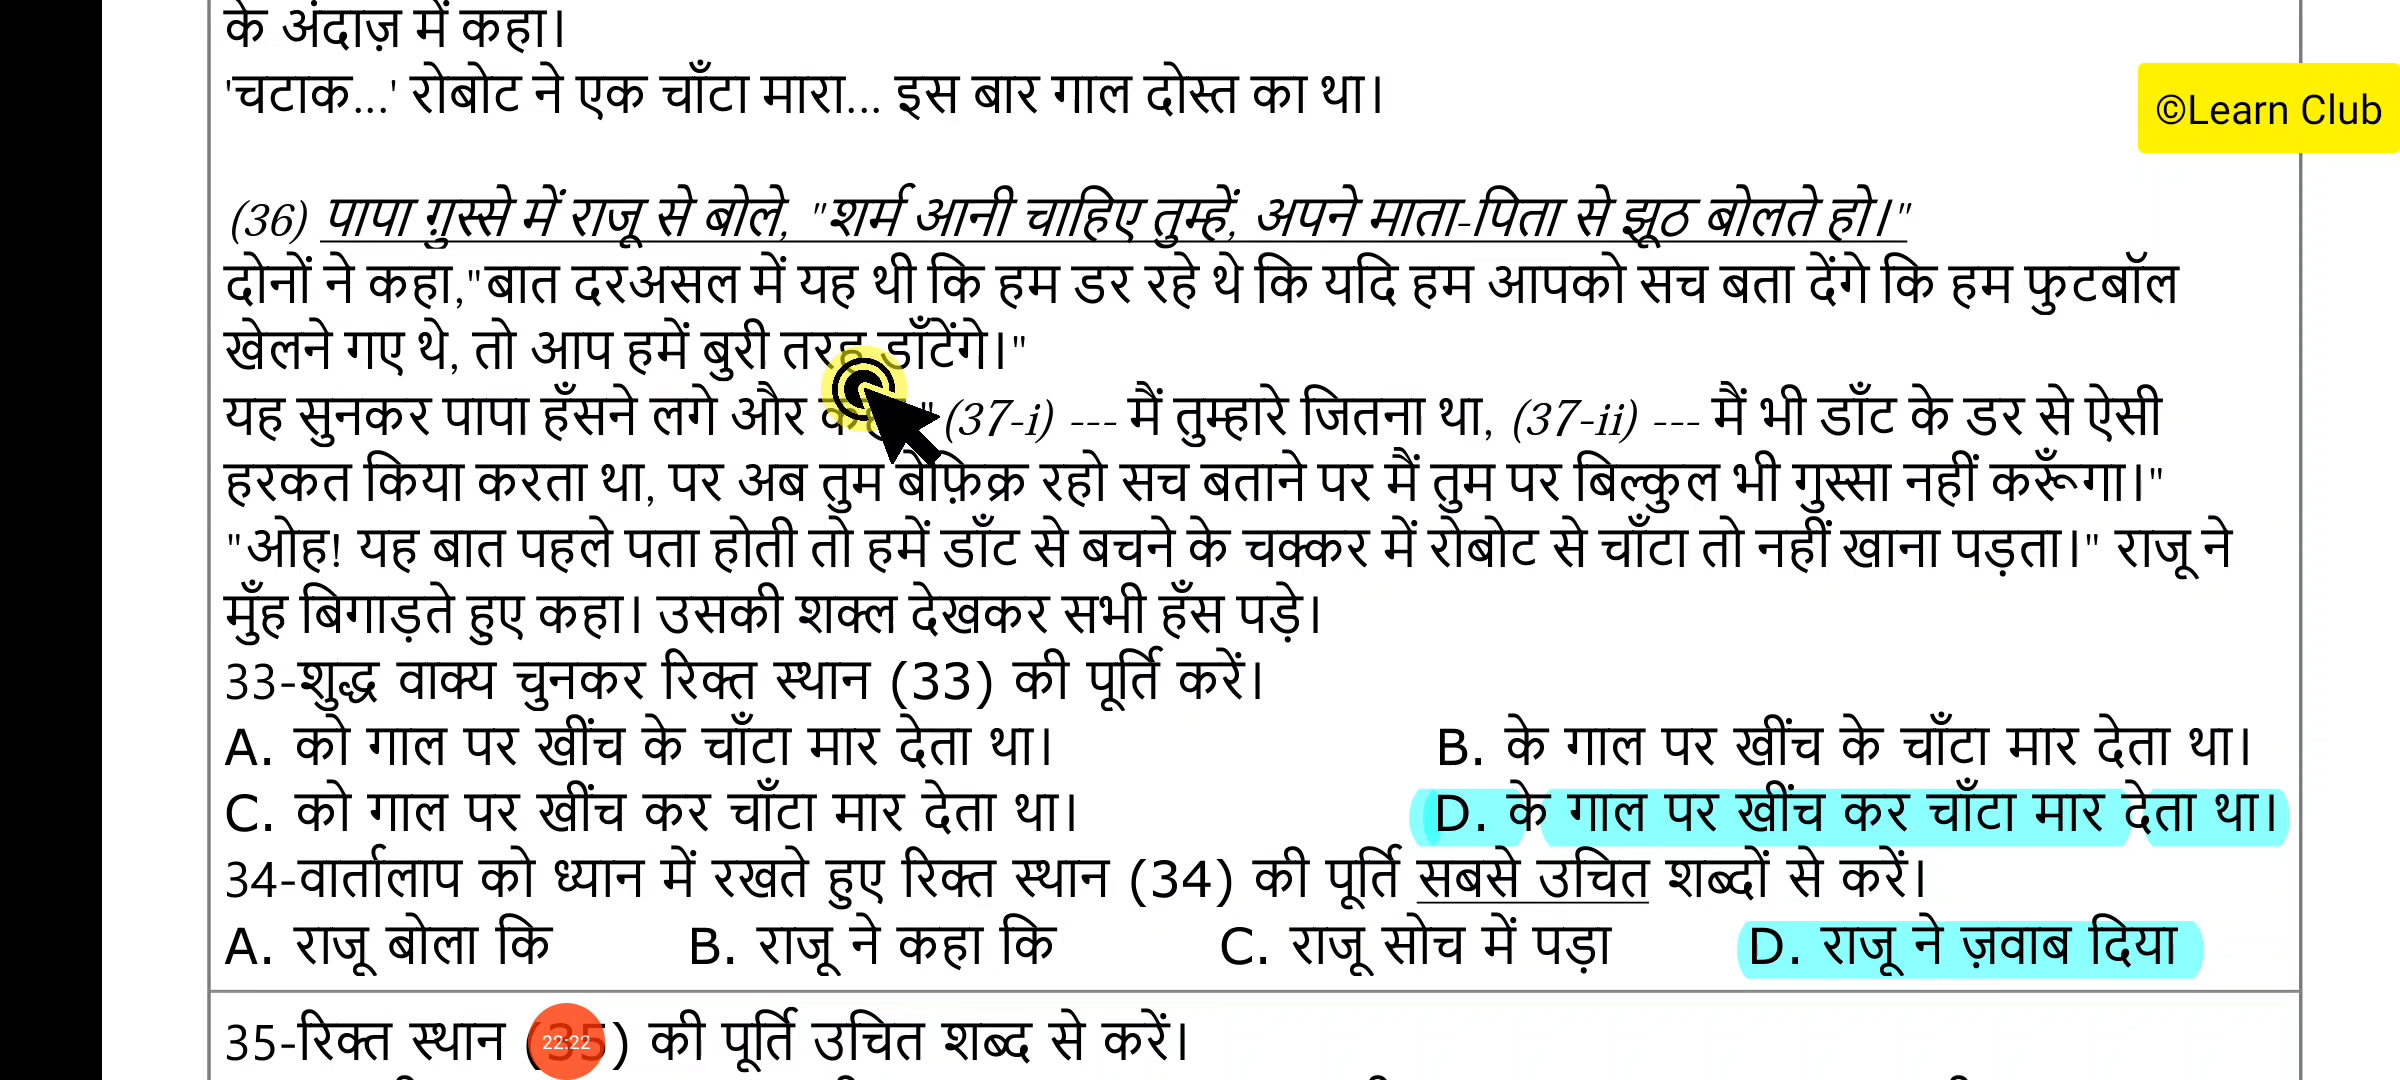 के अंदाज़ में कहा।
'चटाक...' रोबोट ने एक चाँटा मारा... इस बार गाल दोस्त का था।
©Learn Club
(36) पापा गुस्से में राजू से बोले, "शर्म आनी चाहिए तुम्हें, अपने माता-पिता से झूठ बोलते हो।"
दोनों ने कहा,"बात दरअसल में यह थी कि हम डर रहे थे कि यदि हम आपको सच बता देंगे कि हम फुटबॉल
खेलने गए थे, तो आप हमें बुरी तरह डाँटेंगे।"
यह सुनकर पापा हँसने लगे और (37-i) --- मैं तुम्हारे जितना था, (37-ii) --- मैं भी डाँट के डर से ऐसी
हरकत किया करता था, पर अब तुम बेफ़िक्र रहो सच बताने पर मैं तुम पर बिल्कुल भी गुस्सा नहीं करूँगा।"
"ओह! यह बात पहले पता होती तो हमें डाँट से बचने के चक्कर में रोबोट से चाँटा तो नहीं खाना पड़ता।" राजू ने
मुँह बिगाड़ते हुए कहा। उसकी शक्ल देखकर सभी हँस पड़े।
33-शुद्ध वाक्य चुनकर रिक्त स्थान (33) की पूर्ति करें।
A. को गाल पर खींच के चाँटा मार देता था। B. के गाल पर खींच के चाँटा मार देता था।
C. को गाल पर खींच कर चाँटा मार देता था। D. के गाल पर खींच कर चाँटा मार देता था।
34-वार्तालाप को ध्यान में रखते हुए रिक्त स्थान (34) की पूर्ति सबसे उचित शब्दों से करें।
A. राजू बोला कि B. राजू ने कहा कि C. राजू सोच में पड़ा D. राजू ने ज़वाब दिया
35-रिक्त स्थान (35) की पूर्ति उचित शब्द से करें।
22:22